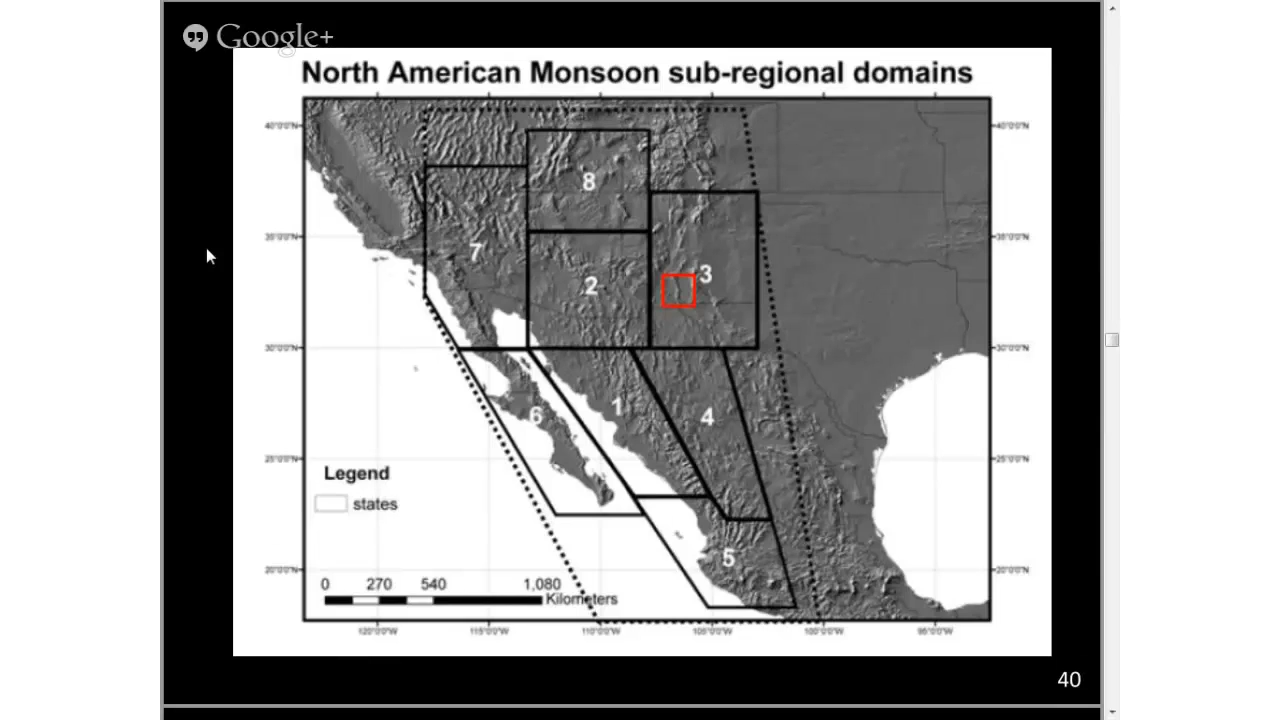 Google+
North American Monsoon sub-regional domains
40°0'0"N
40°0'0"N
8
35°0'0"N
35°0'0"N
7
3
2
30°0'0"N
30°0'0"N
6
1
4
25°0'0"N
25°0'0"N
Legend
states
5
20°0'0"N
20°0'0"N
0 270 540 1,080
Kilometers
120°0'0"W 115°0'0"W 110°0'0"W 105°0'0"W 100°0'0"W 95°0'0"W
40